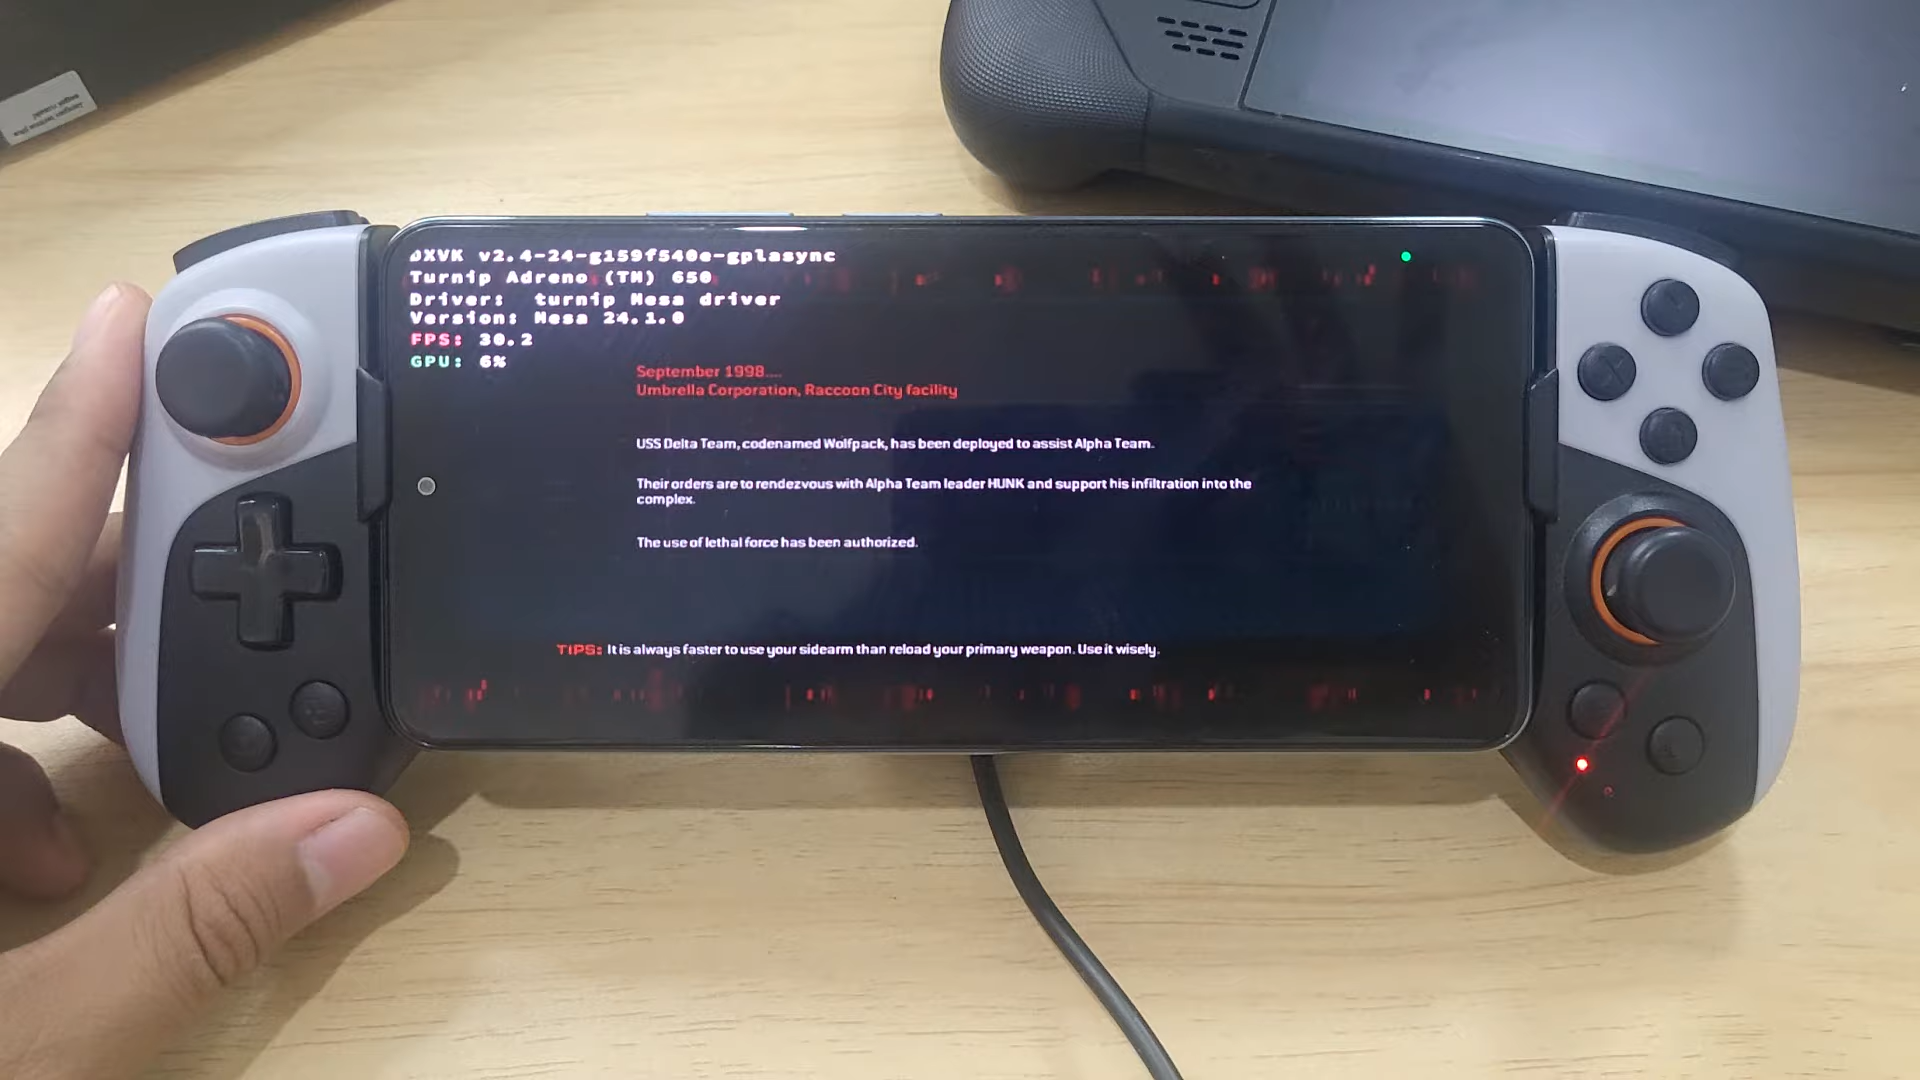 DXVK v2.4-24-g159f540e-gplasync
Turnip Adreno (TM) 650
Driver: turnip Mesa driver
Version: Mesa 24.1.0
FPS: 30.2
GPU: 6%
September 1998....
Umbrella Corporation, Raccoon City facility
USS Delta Team, codenamed Wolfpack, has been deployed to assist Alpha Team.
Their orders are to rendezvous with Alpha Team leader HUNK and support his infiltration into the
complex.
The use of lethal force has been authorized.
TIPS: It is always faster to use your sidearm than reload your primary weapon. Use it wisely.